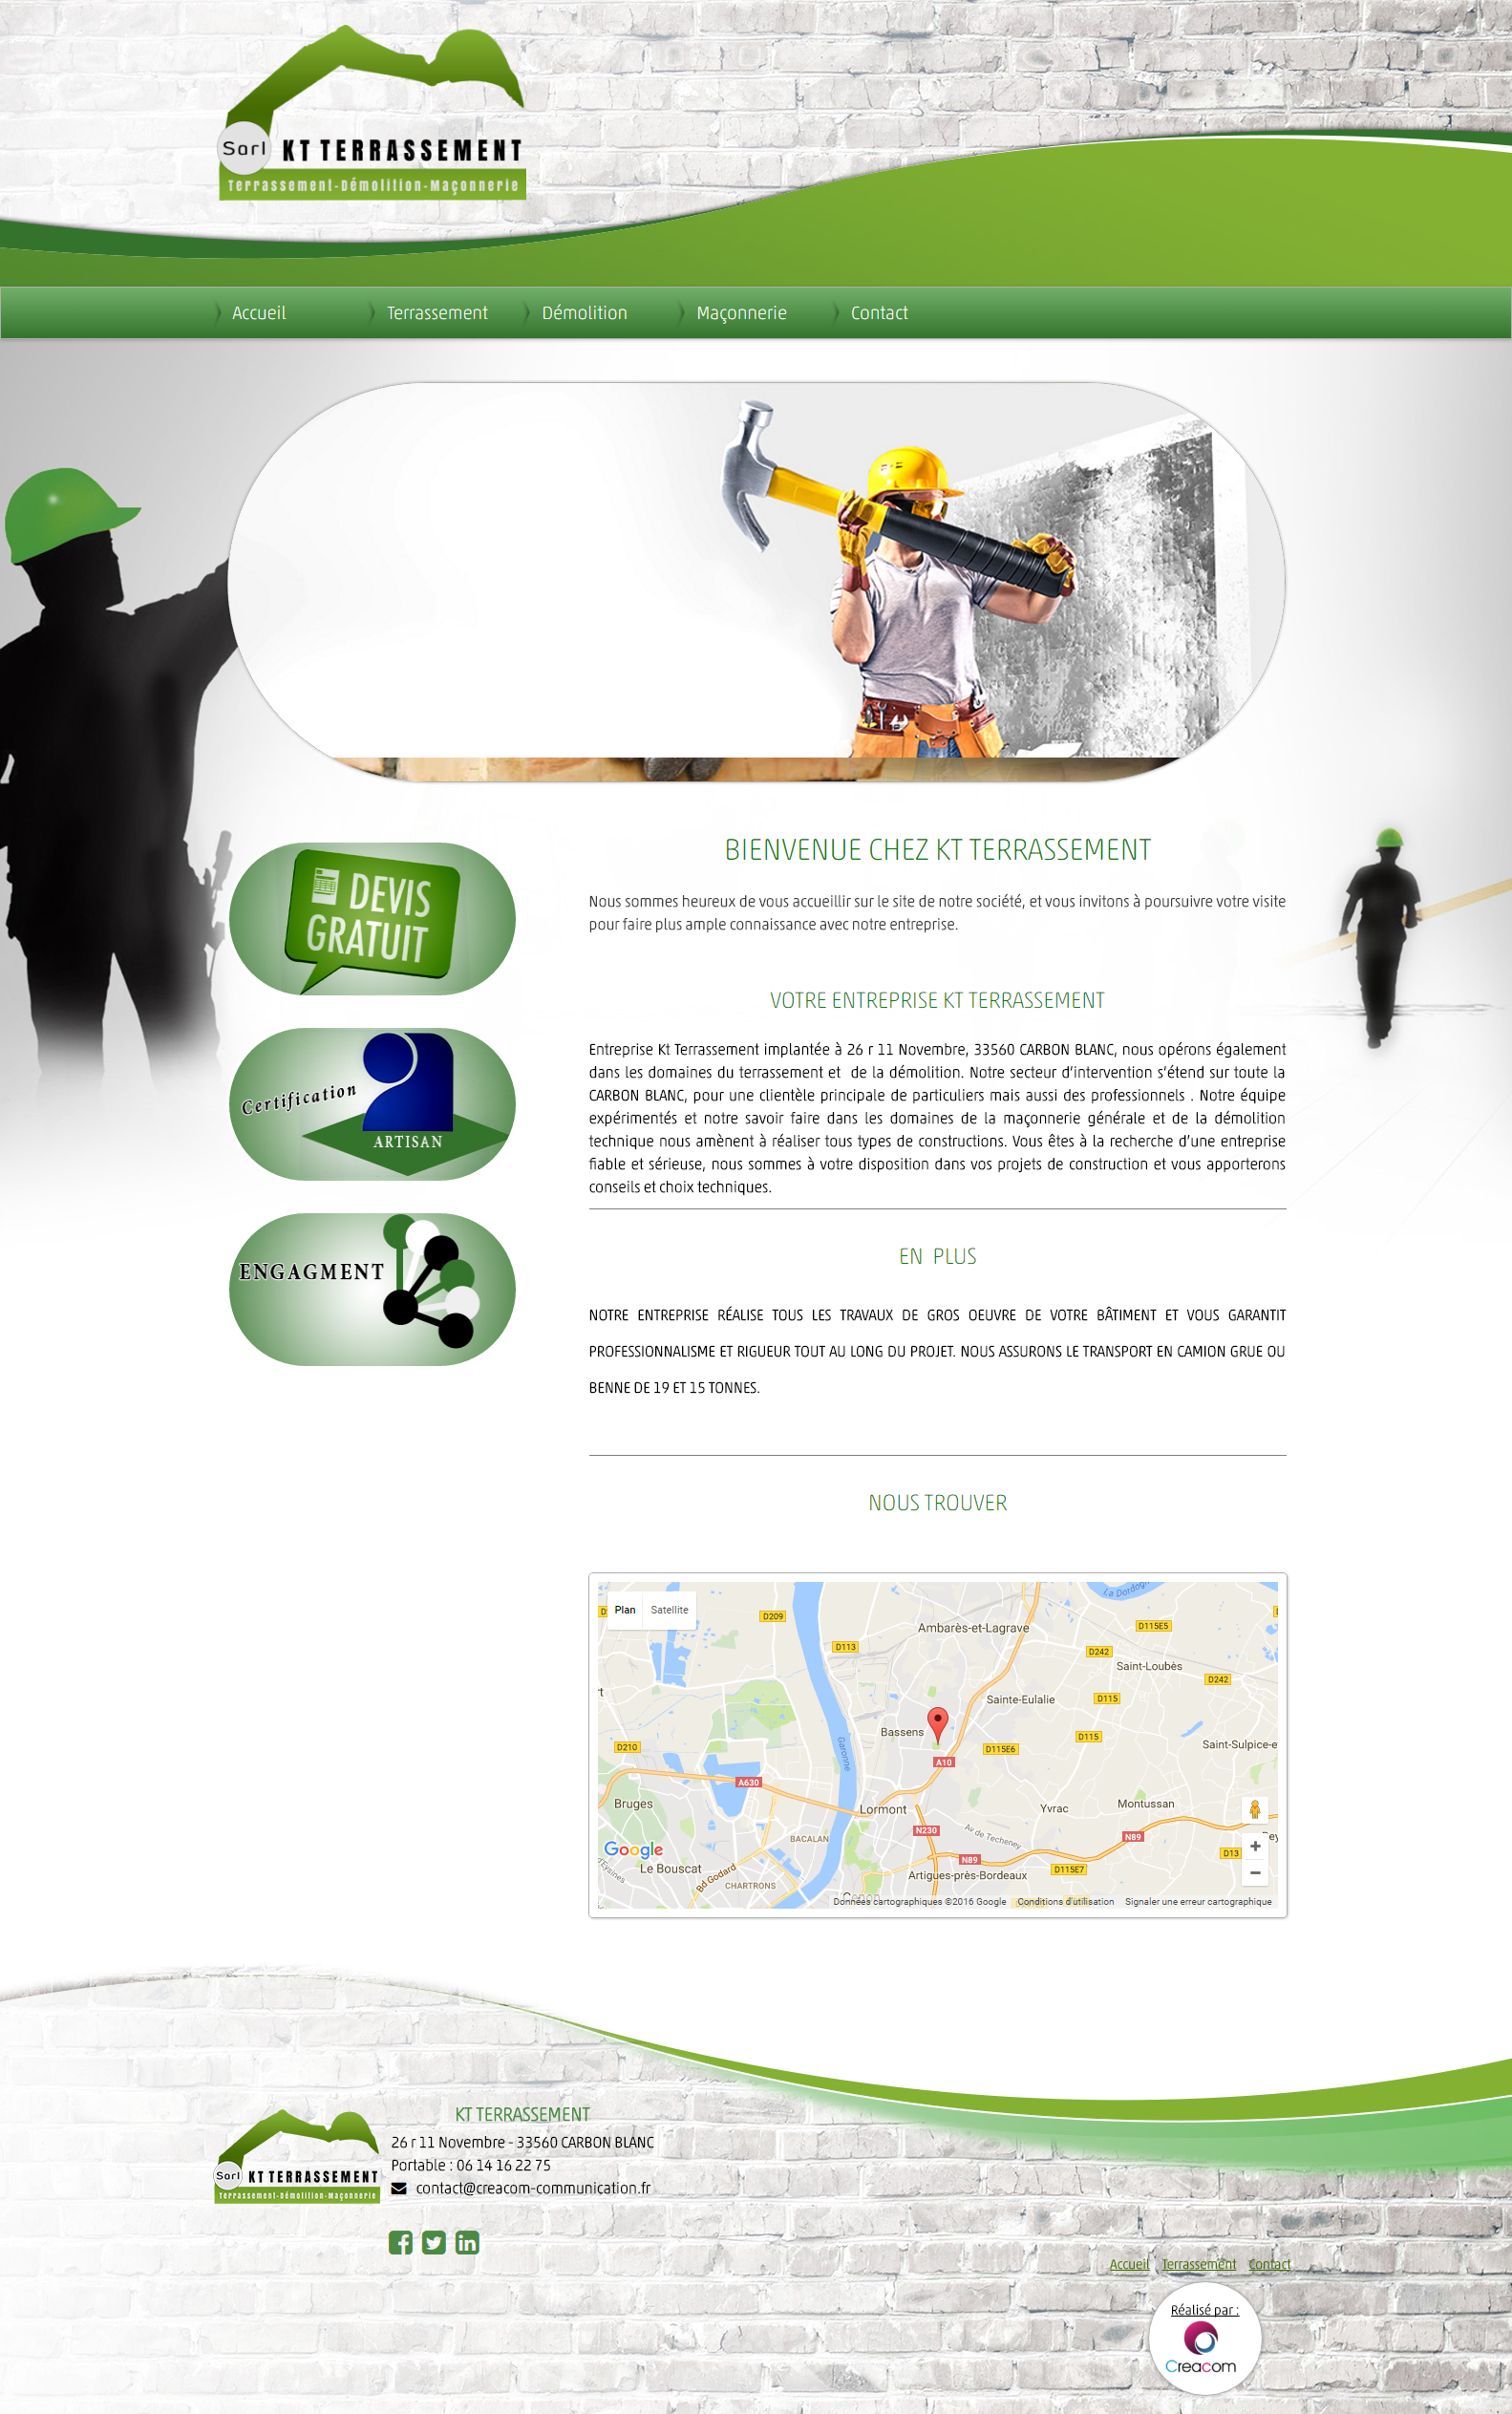 Sarl KT TERRASSEMENT
Terrassement-Démolition-Maçonnerie
Accueil
Terrassement
Démolition
Maçonnerie
Contact
DEVIS
GRATUIT
Certification
ARTISAN
ENGAGMENT
BIENVENUE CHEZ KT TERRASSEMENT
Nous sommes heureux de vous accueillir sur le site de notre société, et vous invitons à poursuivre votre visite
pour faire plus ample connaissance avec notre entreprise.
VOTRE ENTREPRISE KT TERRASSEMENT
Entreprise Kt Terrassement implantée à 26 r 11 Novembre, 33560 CARBON BLANC, nous opérons également
dans les domaines du terrassement et de la démolition. Notre secteur d'intervention s'étend sur toute la
CARBON BLANC, pour une clientèle principale de particuliers mais aussi des professionnels . Notre équipe
expérimentés et notre savoir faire dans les domaines de la maçonnerie générale et de la démolition
technique nous amènent à réaliser tous types de constructions. Vous êtes à la recherche d'une entreprise
fiable et sérieuse, nous sommes à votre disposition dans vos projets de construction et vous apporterons
conseils et choix techniques.
EN PLUS
NOTRE ENTREPRISE RÉALISE TOUS LES TRAVAUX DE GROS OEUVRE DE VOTRE BÂTIMENT ET VOUS GARANTIT
PROFESSIONNALISME ET RIGUEUR TOUT AU LONG DU PROJET. NOUS ASSURONS LE TRANSPORT EN CAMION GRUE OU
BENNE DE 19 ET 15 TONNES.
NOUS TROUVER
Plan
Satellite
D209
La Dordog
Ambarès-et-Lagrave
D115E5
D113
D242
Saint-Loubès
D242
Sainte-Eulalie
D115
Bassens
D115
D210
Garonne
D115E6
Saint-Sulpice-e
A10
A630
Bruges
Lormont
Yvrac
Montussan
N230
BACALAN
Av de Techeney
N89
Google
D13
Le Bouscat
Bd Godard
N89
D115E7
Artigues-près-Bordeaux
CHARTRONS
Cenon
Données cartographiques ©2016 Google
Conditions d'utilisation
Signaler une erreur cartographique
Sarl KT TERRASSEMENT
Terrassement-Démolition-Maçonnerie
KT TERRASSEMENT
26 r 11 Novembre - 33560 CARBON BLANC
Portable : 06 14 16 22 75
contact@creacom-communication.fr
Accueil Terrassement Contact
Réalisé par :
Creacom